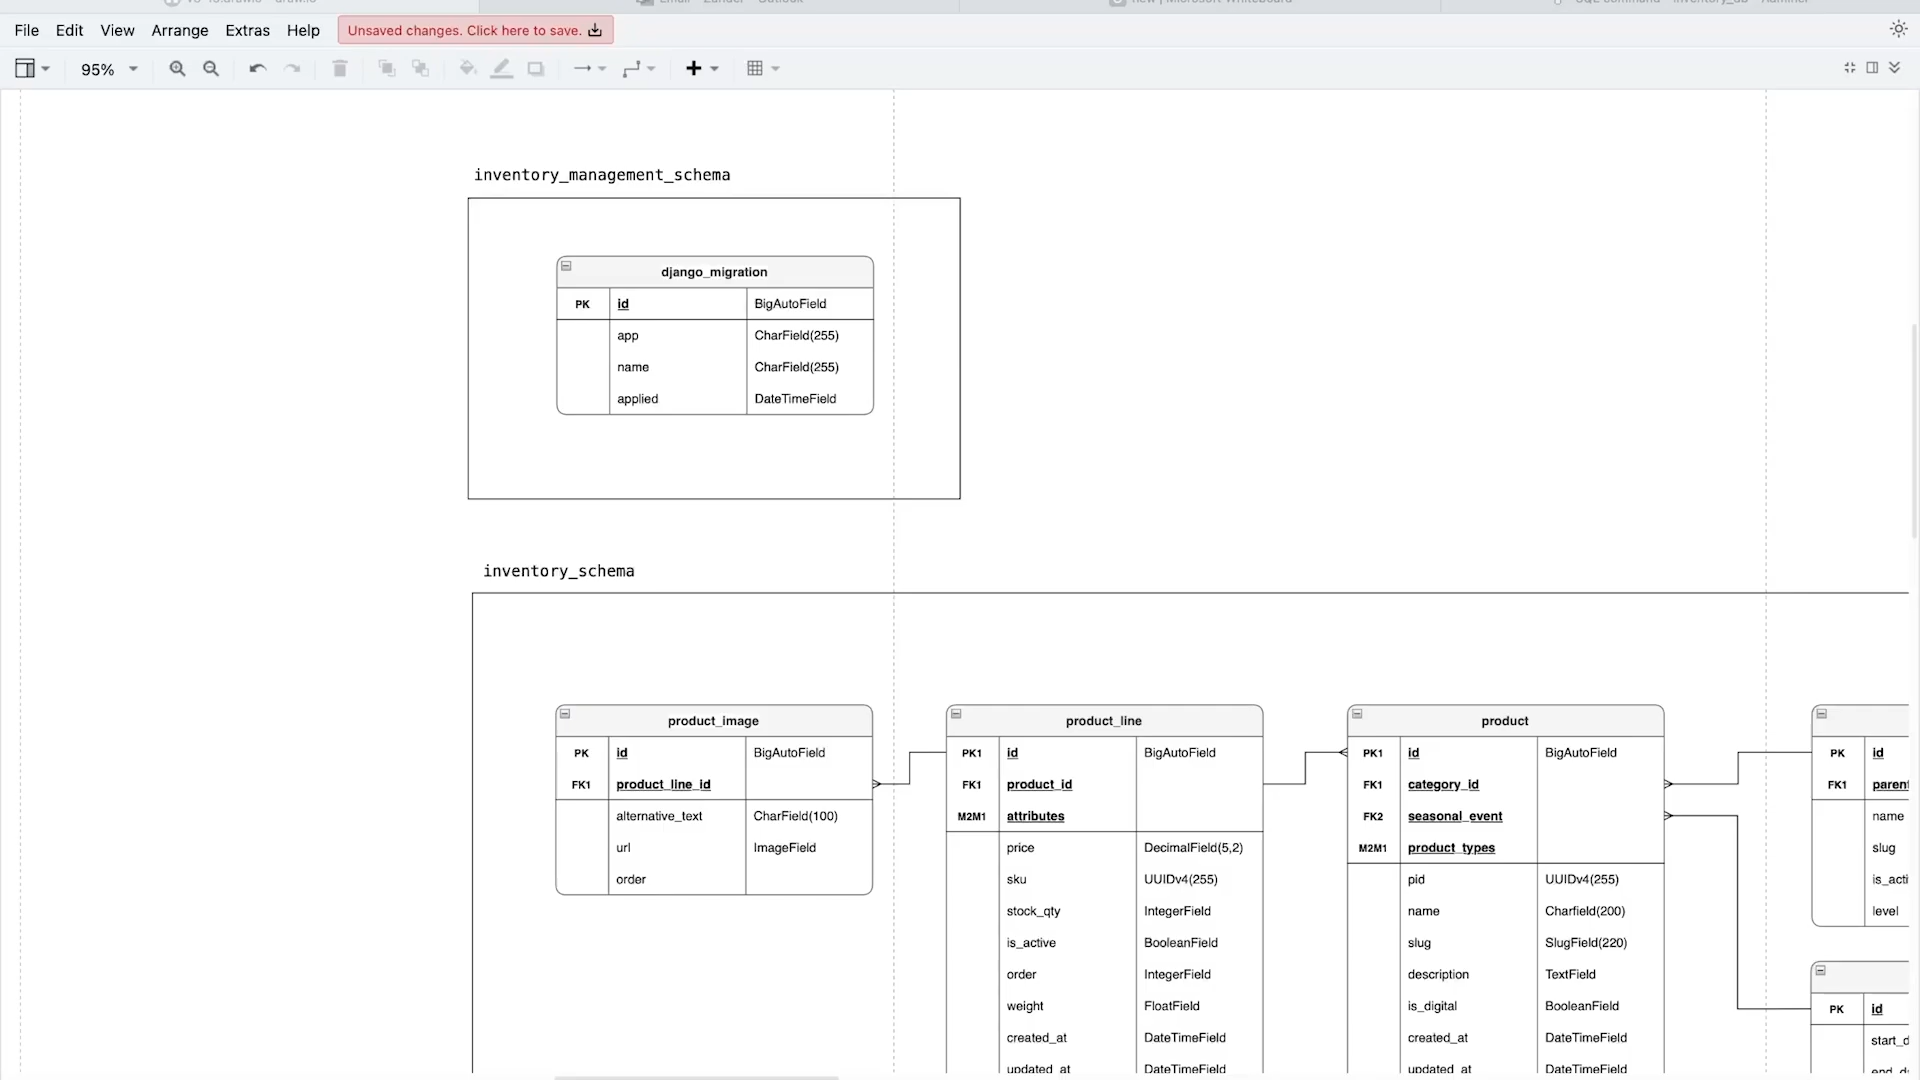 File Edit View Arrange Extras Help Unsaved changes. Click here to save.
95%
inventory_management_schema
django_migration
PK id BigAutoField
app CharField(255)
name CharField(255)
applied DateTimeField
inventory_schema
product_image
PK id BigAutoField
FK1 product_line_id
alternative_text CharField(100)
url ImageField
order
product_line
PK1 id BigAutoField
FK1 product_id
M2M1 attributes
price DecimalField(5,2)
sku UUIDv4(255)
stock_qty IntegerField
is_active BooleanField
order IntegerField
weight FloatField
created_at DateTimeField
updated_at DateTimeField
product
PK1 id BigAutoField
FK1 category_id
FK2 seasonal_event
M2M1 product_types
pid UUIDv4(255)
name Charfield(200)
slug SlugField(220)
description TextField
is_digital BooleanField
created_at DateTimeField
updated_at DateTimeField
PK id
FK1 parent
name
slug
is_acti
level
PK id
start_d